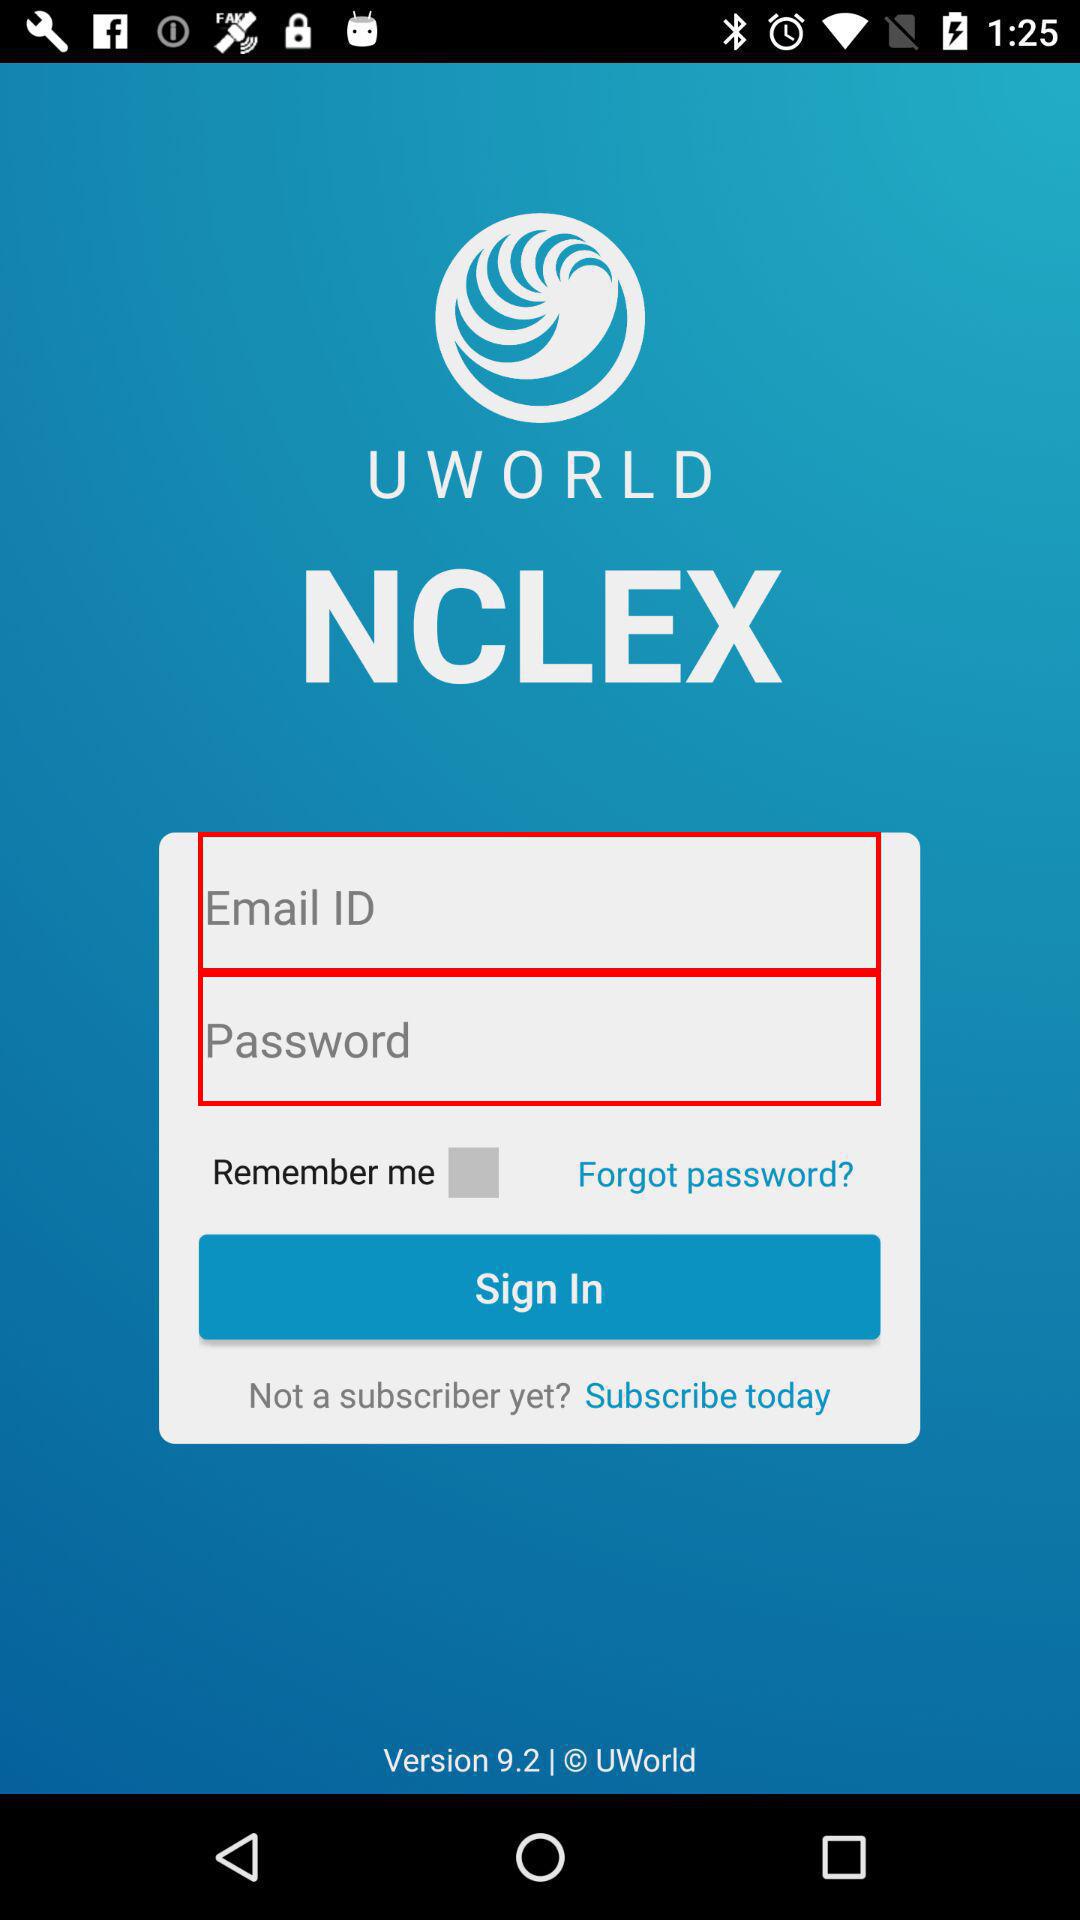 FAKE
1:25
UWORLD
NCLEX
Email ID
Password
Remember me Forgot password?
Sign In
Not a subscriber yet? Subscribe today
Version 9.2 | © UWorld